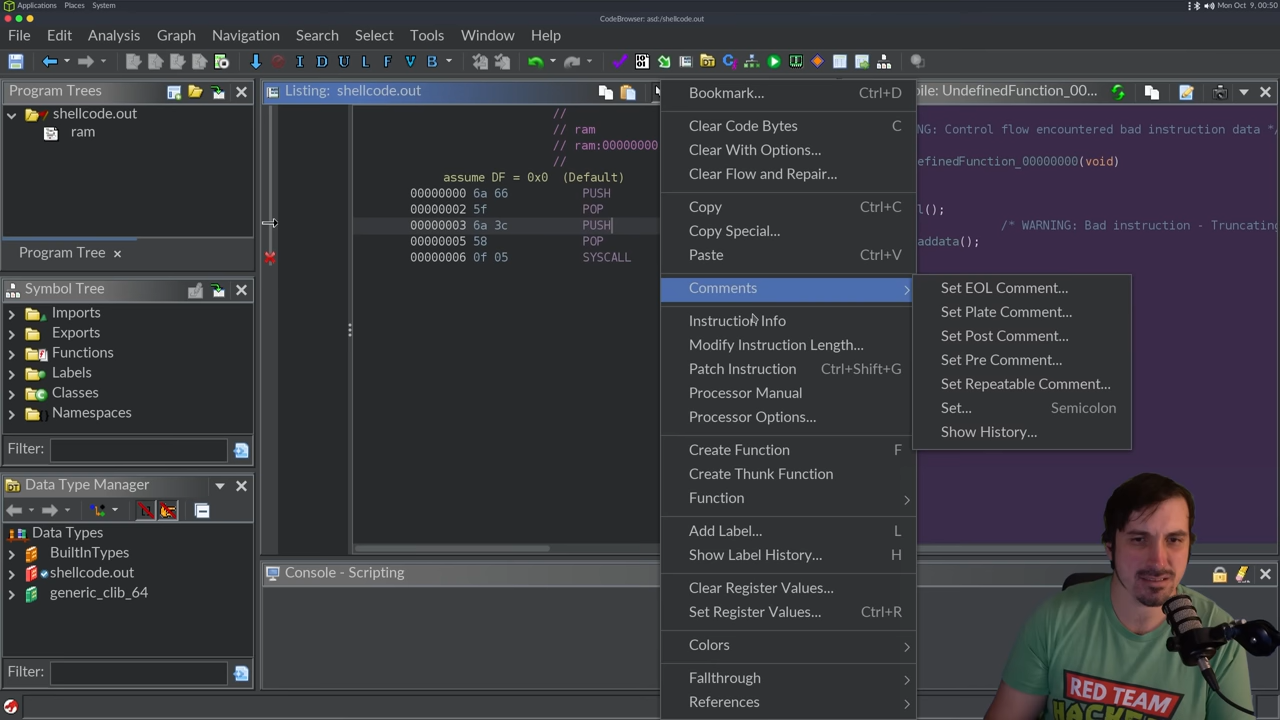 Applications Places System
Mon Oct 9, 00:50
CodeBrowser: asd:/shellcode.out
File Edit Analysis Graph Navigation Search Select Tools Window Help
I D U L F V B
Program Trees
shellcode.out
ram
Program Tree
Symbol Tree
Imports
Exports
Functions
Labels
Classes
Namespaces
Filter:
Data Type Manager
Data Types
BuiltInTypes
shellcode.out
generic_clib_64
Filter:
Listing: shellcode.out
//
// ram
// ram:00000000
//
assume DF = 0x0 (Default)
00000000 6a 66 PUSH
00000002 5f POP
00000003 6a 3c PUSH
00000005 58 POP
00000006 0f 05 SYSCALL
Console - Scripting
Bookmark... Ctrl+D
Clear Code Bytes C
Clear With Options...
Clear Flow and Repair...
Copy Ctrl+C
Copy Special...
Paste Ctrl+V
Comments
Instruction Info
Modify Instruction Length...
Patch Instruction Ctrl+Shift+G
Processor Manual
Processor Options...
Create Function F
Create Thunk Function
Function
Add Label... L
Show Label History... H
Clear Register Values...
Set Register Values... Ctrl+R
Colors
Fallthrough
References
Set EOL Comment...
Set Plate Comment...
Set Post Comment...
Set Pre Comment...
Set Repeatable Comment...
Set... Semicolon
Show History...
ile: UndefinedFunction_00...
NG: Control flow encountered bad instruction data */
efinedFunction_00000000(void)
l();
/* WARNING: Bad instruction - Truncating
addata();
RED TEAM